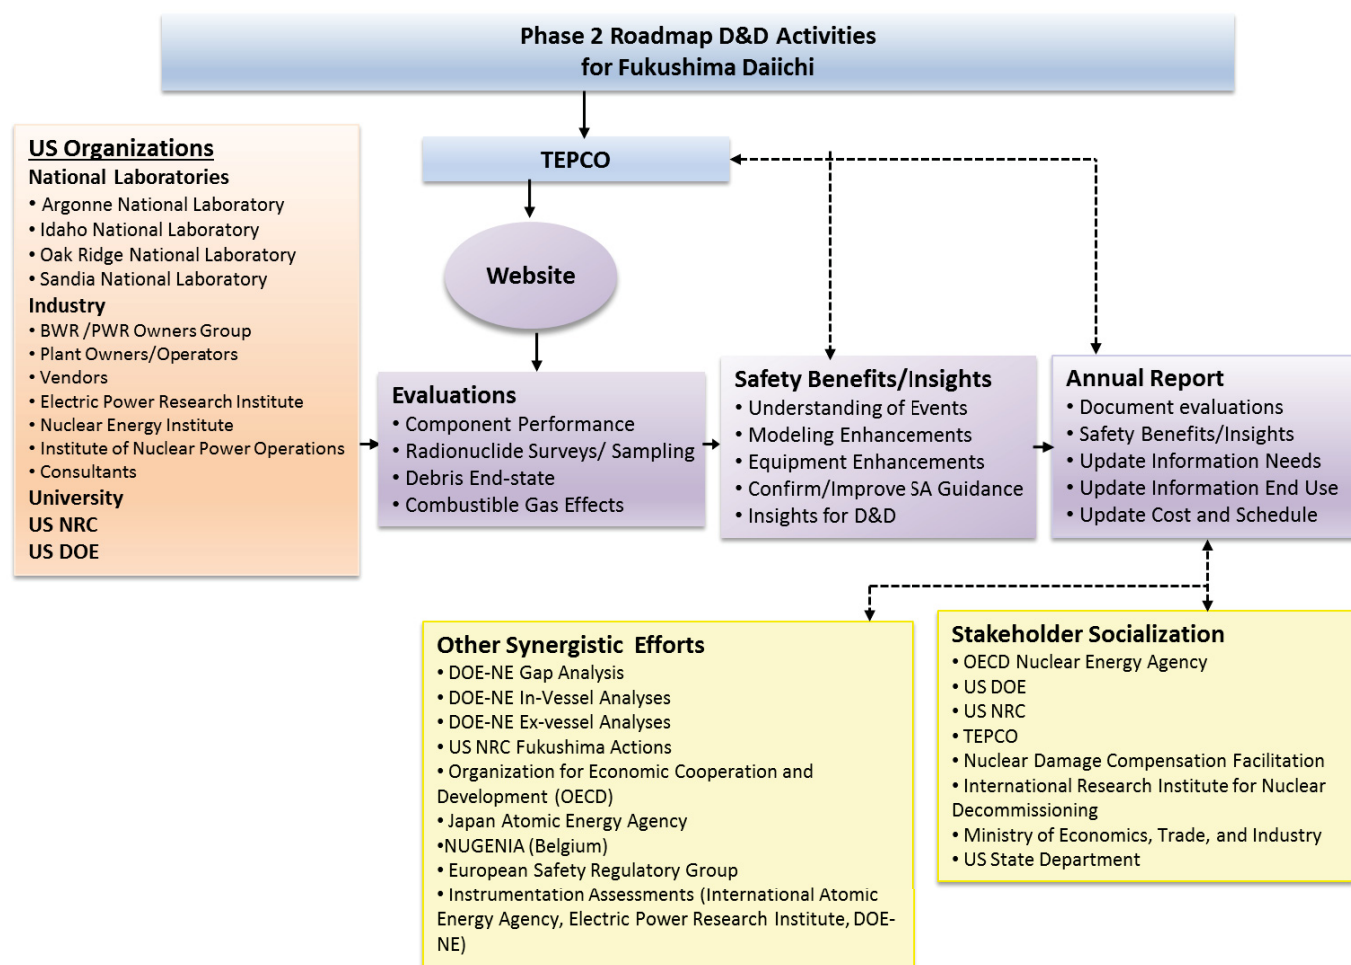 Phase 2 Roadmap D&D Activities
for Fukushima Daiichi
US Organizations
National Laboratories
• Argonne National Laboratory
• Idaho National Laboratory
• Oak Ridge National Laboratory
• Sandia National Laboratory
Industry
• BWR /PWR Owners Group
• Plant Owners/Operators
• Vendors
• Electric Power Research Institute
• Nuclear Energy Institute
• Institute of Nuclear Power Operations
• Consultants
University
US NRC
US DOE
TEPCO
Website
Evaluations
• Component Performance
• Radionuclide Surveys/ Sampling
• Debris End-state
• Combustible Gas Effects
Safety Benefits/Insights
• Understanding of Events
• Modeling Enhancements
• Equipment Enhancements
• Confirm/Improve SA Guidance
• Insights for D&D
Annual Report
• Document evaluations
• Safety Benefits/Insights
• Update Information Needs
• Update Information End Use
• Update Cost and Schedule
Other Synergistic Efforts
• DOE-NE Gap Analysis
• DOE-NE In-Vessel Analyses
• DOE-NE Ex-vessel Analyses
• US NRC Fukushima Actions
• Organization for Economic Cooperation and
Development (OECD)
• Japan Atomic Energy Agency
•NUGENIA (Belgium)
• European Safety Regulatory Group
• Instrumentation Assessments (International Atomic
Energy Agency, Electric Power Research Institute, DOE-
NE)
Stakeholder Socialization
• OECD Nuclear Energy Agency
• US DOE
• US NRC
• TEPCO
• Nuclear Damage Compensation Facilitation
• International Research Institute for Nuclear
Decommissioning
• Ministry of Economics, Trade, and Industry
• US State Department